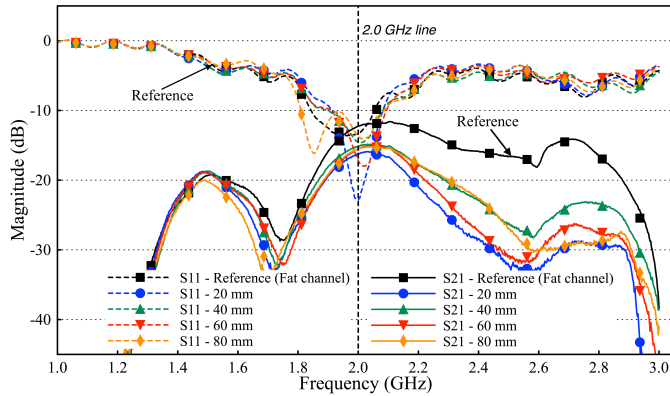 2.0 GHz line
0
-10
-20
-30
-40
Magnitude (dB)
Reference
Reference
S11 - Reference (Fat channel)
S11 - 20 mm
S11 - 40 mm
S11 - 60 mm
S11 - 80 mm
S21 - Reference (Fat channel)
S21 - 20 mm
S21 - 40 mm
S21 - 60 mm
S21 - 80 mm
1.0 1.2 1.4 1.6 1.8 2.0 2.2 2.4 2.6 2.8 3.0
Frequency (GHz)